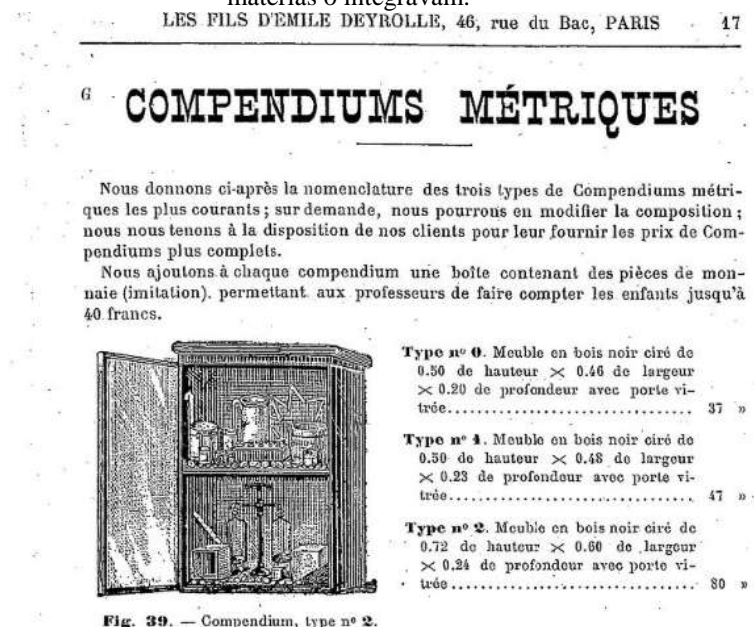 matérias o integravam.
LES FILS D'EMILE DEYROLLE, 46, rue du Bac, PARIS 17
G
COMPENDIUMS MÉTRIQUES
Nous donnons ci-après la nomenclature des trois types de Compendiums métri-
ques les plus courants ; sur demande, nous pourrons en modifier la composition ;
nous nous tenons à la disposition de nos clients pour leur fournir les prix de Com-
pendiums plus complets.
Nous ajoutons à chaque compendium une boîte contenant des pièces de mon-
naie (imitation). permettant aux professeurs de faire compter les enfants jusqu'à
40 francs.
Type nº 0. Meuble en bois noir ciré de
0.50 de hauteur × 0.46 de largeur
× 0.20 de profondeur avec porte vi-
trée................................ 37 »
Type nº 1. Meuble en bois noir ciré de
0.50 de hauteur × 0.48 de largeur
× 0.23 de profondeur avec porte vi-
trée................................ 47 »
Type nº 2. Meuble en bois noir ciré de
0.72 de hauteur × 0.60 de largeur
× 0.24 de profondeur avec porte vi-
trée................................ 80 »
Fig. 39. — Compendium, type nº 2.